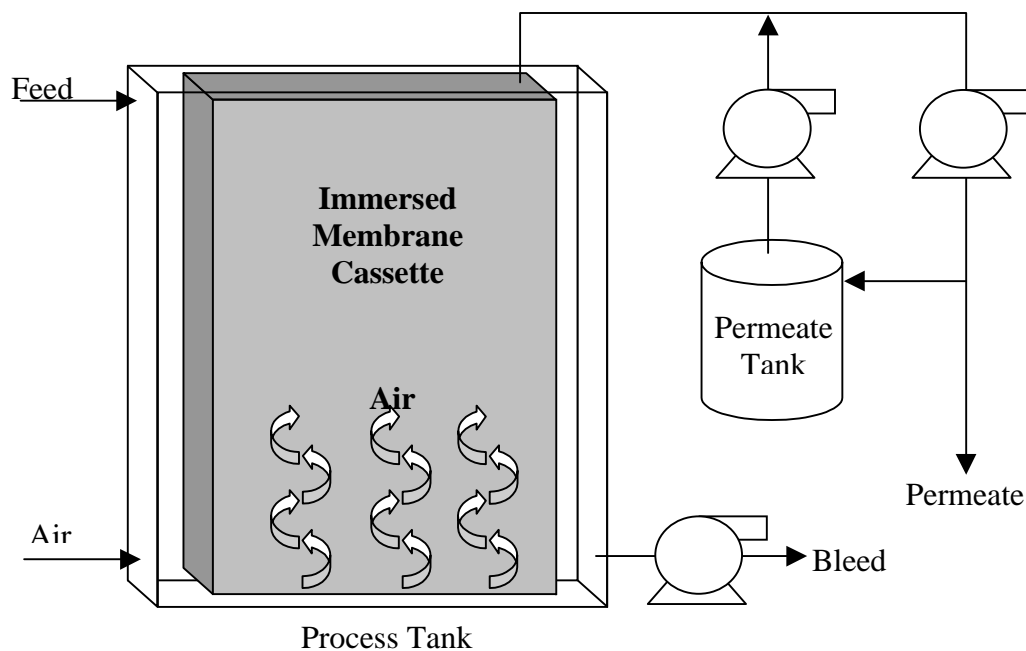 Feed
Immersed
Membrane
Cassette
Air
Air
Permeate
Tank
Permeate
Bleed
Process Tank